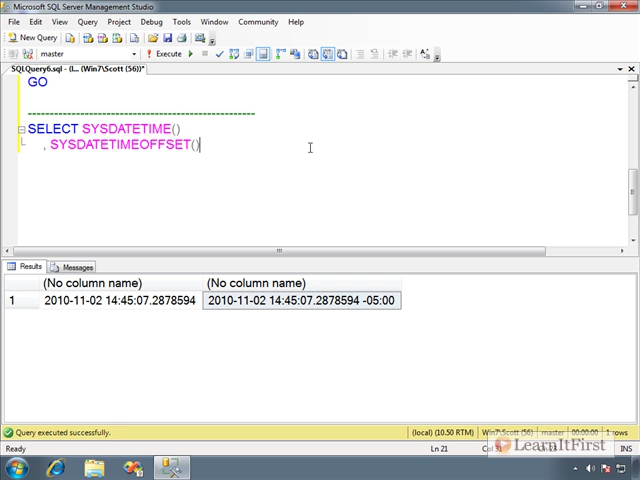 Microsoft SQL Server Management Studio
File Edit View Query Project Debug Tools Window Community Help
New Query
master Execute
SQLQuery6.sql - (l... (Win7\Scott (56))*
GO
--------------------------------------------------
SELECT SYSDATETIME()
, SYSDATETIMEOFFSET()
Results Messages
(No column name) (No column name)
1 2010-11-02 14:45:07.2878594 2010-11-02 14:45:07.2878594 -05:00
Query executed successfully. (local) (10.50 RTM) Win7\Scott (56) master 00:00:00 1 rows
LearnItFirst
Ready Ln 21 Col 31 INS